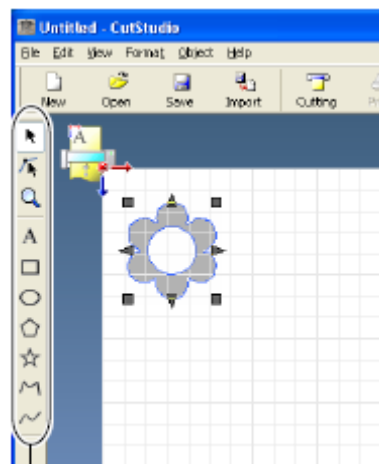 Untitled - CutStudio
File Edit View Format Object Help
New Open Save Import Cutting
A
A